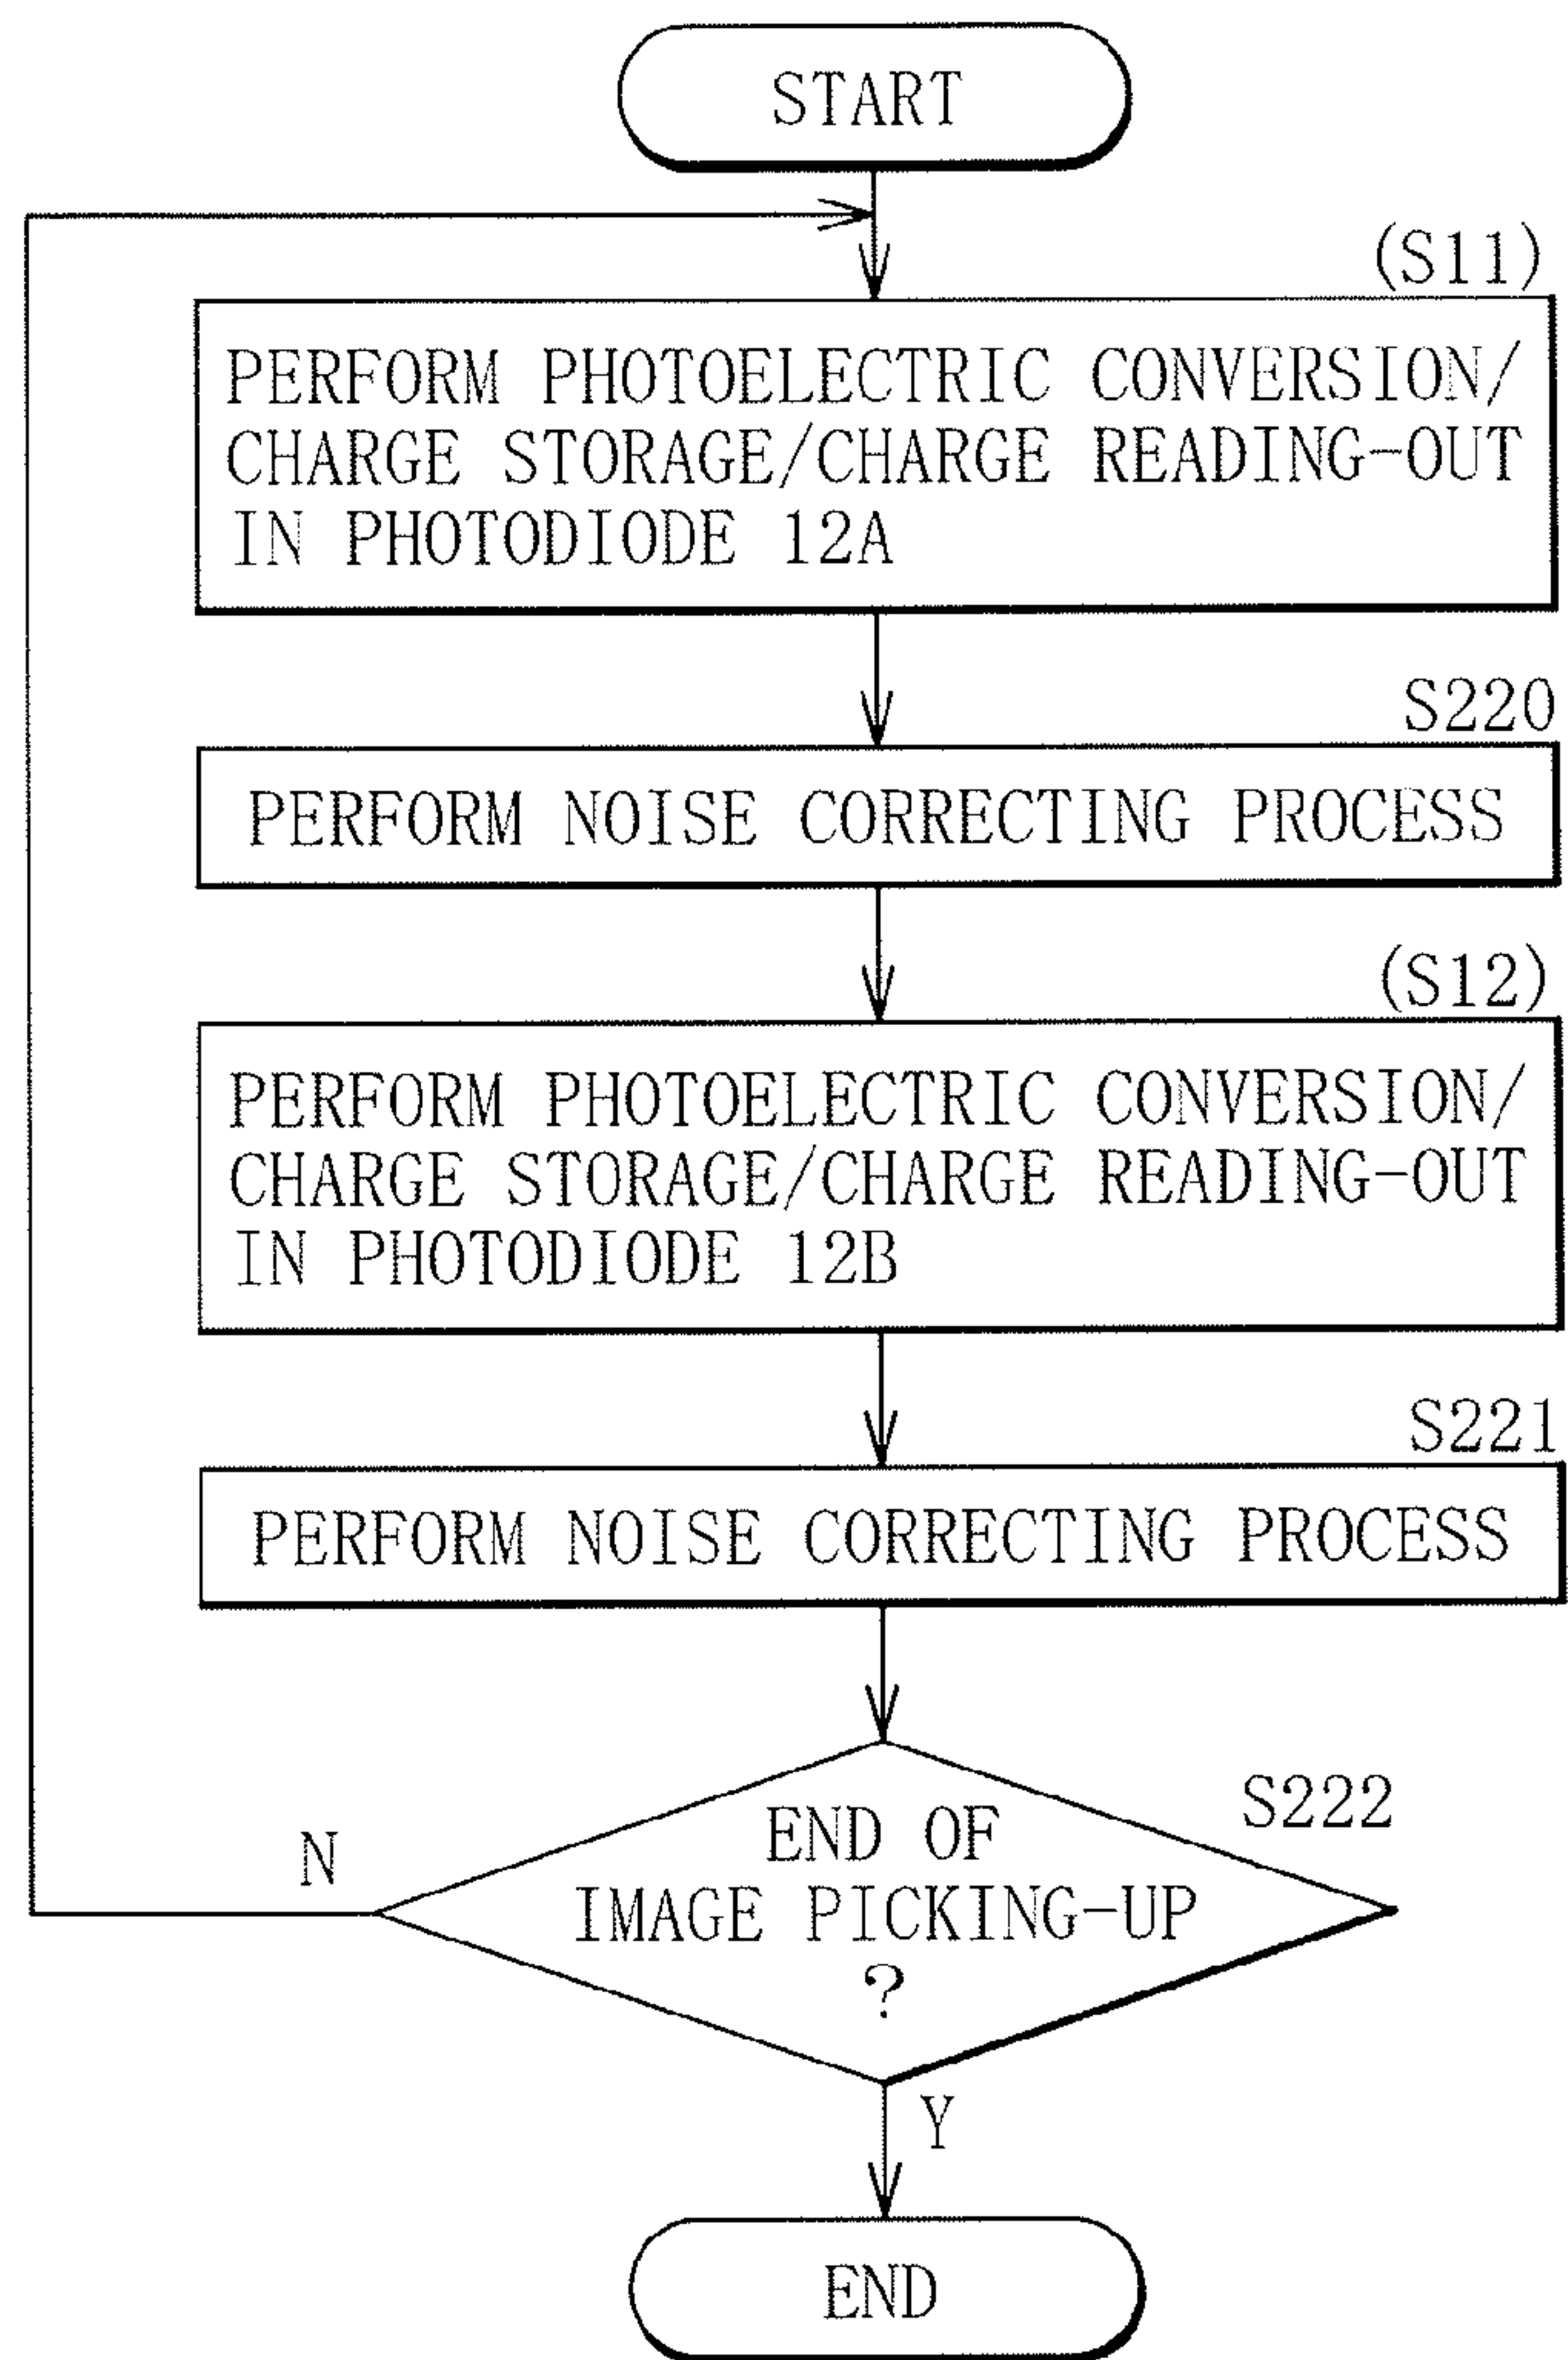 START
(S11)
PERFORM PHOTOELECTRIC CONVERSION/
CHARGE STORAGE/CHARGE READING-OUT
IN PHOTODIODE 12A
S220
PERFORM NOISE CORRECTING PROCESS
(S12)
PERFORM PHOTOELECTRIC CONVERSION/
CHARGE STORAGE/CHARGE READING-OUT
IN PHOTODIODE 12B
S221
PERFORM NOISE CORRECTING PROCESS
S222
END OF
N
IMAGE PICKING-UP
?
Y
END